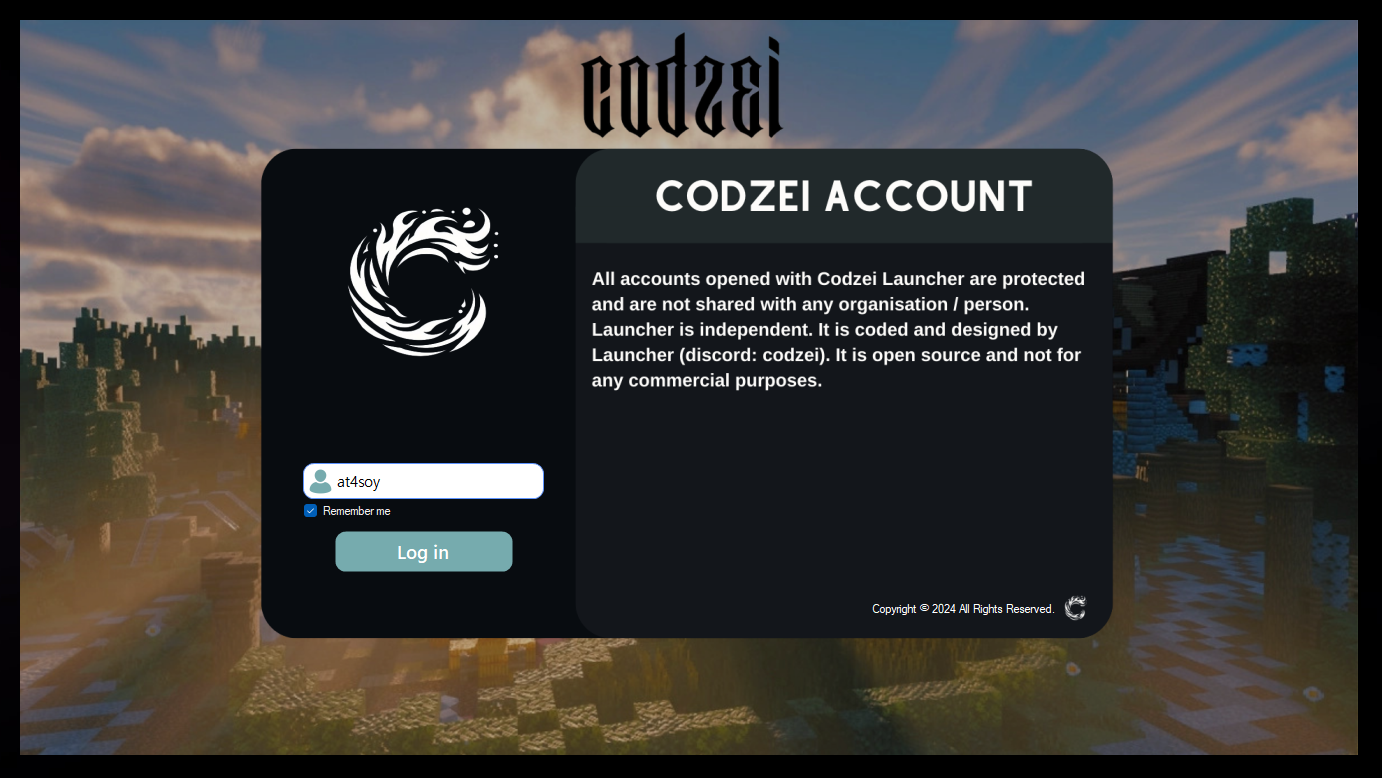 codzei
CODZEI ACCOUNT
All accounts opened with Codzei Launcher are protected
and are not shared with any organisation / person.
Launcher is independent. It is coded and designed by
Launcher (discord: codzei). It is open source and not for
any commercial purposes.
at4soy
Remember me
Log in
Copyright © 2024 All Rights Reserved.